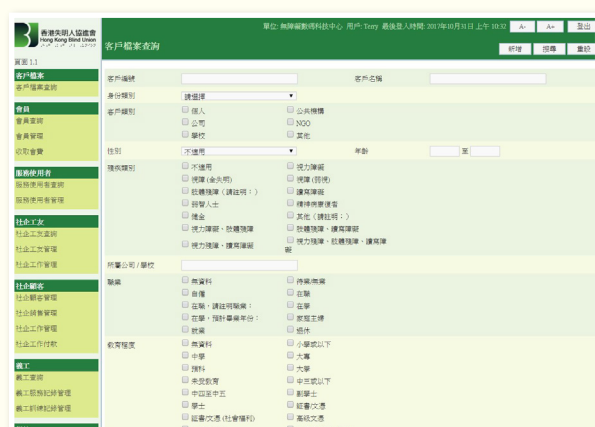 香港失明人協進會
Hong Kong Blind Union
單位: 無障礙數碼科技中心 用戶: Terry 最後登入時間: 2017年10月31日 上午 10:32 A- A+ 登出
客戶檔案查詢
新增 搜尋 重設
頁面 1.1
客戶檔案
客戶檔案查詢
會員
會員查詢
會員管理
收取會費
服務使用者
服務使用者查詢
服務使用者管理
社企工友
社企工友查詢
社企工友管理
社企工作管理
社企顧客
社企顧客管理
社企銷售管理
社企工作管理
社企工作付款
義工
義工查詢
義工服務記錄管理
義工訓練記錄管理
客戶編號 客戶名稱
身份類別 請選擇
客戶類別 個人 公共機構
公司 NGO
學校 其他
性別 不適用 年齡 至
殘疾類別 不適用 視力障礙
視障 (全失明) 視障 (弱視)
肢體殘障 ( 請註明 : ) 讀寫障礙
弱智人士 精神病康復者
健全 其他 ( 請註明 : )
視力障礙、肢體殘障 肢體殘障、讀寫障礙
視力殘障、讀寫障礙 視力殘障、肢體殘障、讀寫障
礙
所屬公司 / 學校
職業 無資料 待業/無業
自僱 在職
在職，請註明職業 : 在學
在學，預計畢業年份 : 家庭主婦
就業 退休
教育程度 無資料 小學或以下
中學 大專
預科 大學
未受教育 中三或以下
中四至中五 副學士
學士 証書/文憑
証書/文憑 (社會福利) 高級文憑